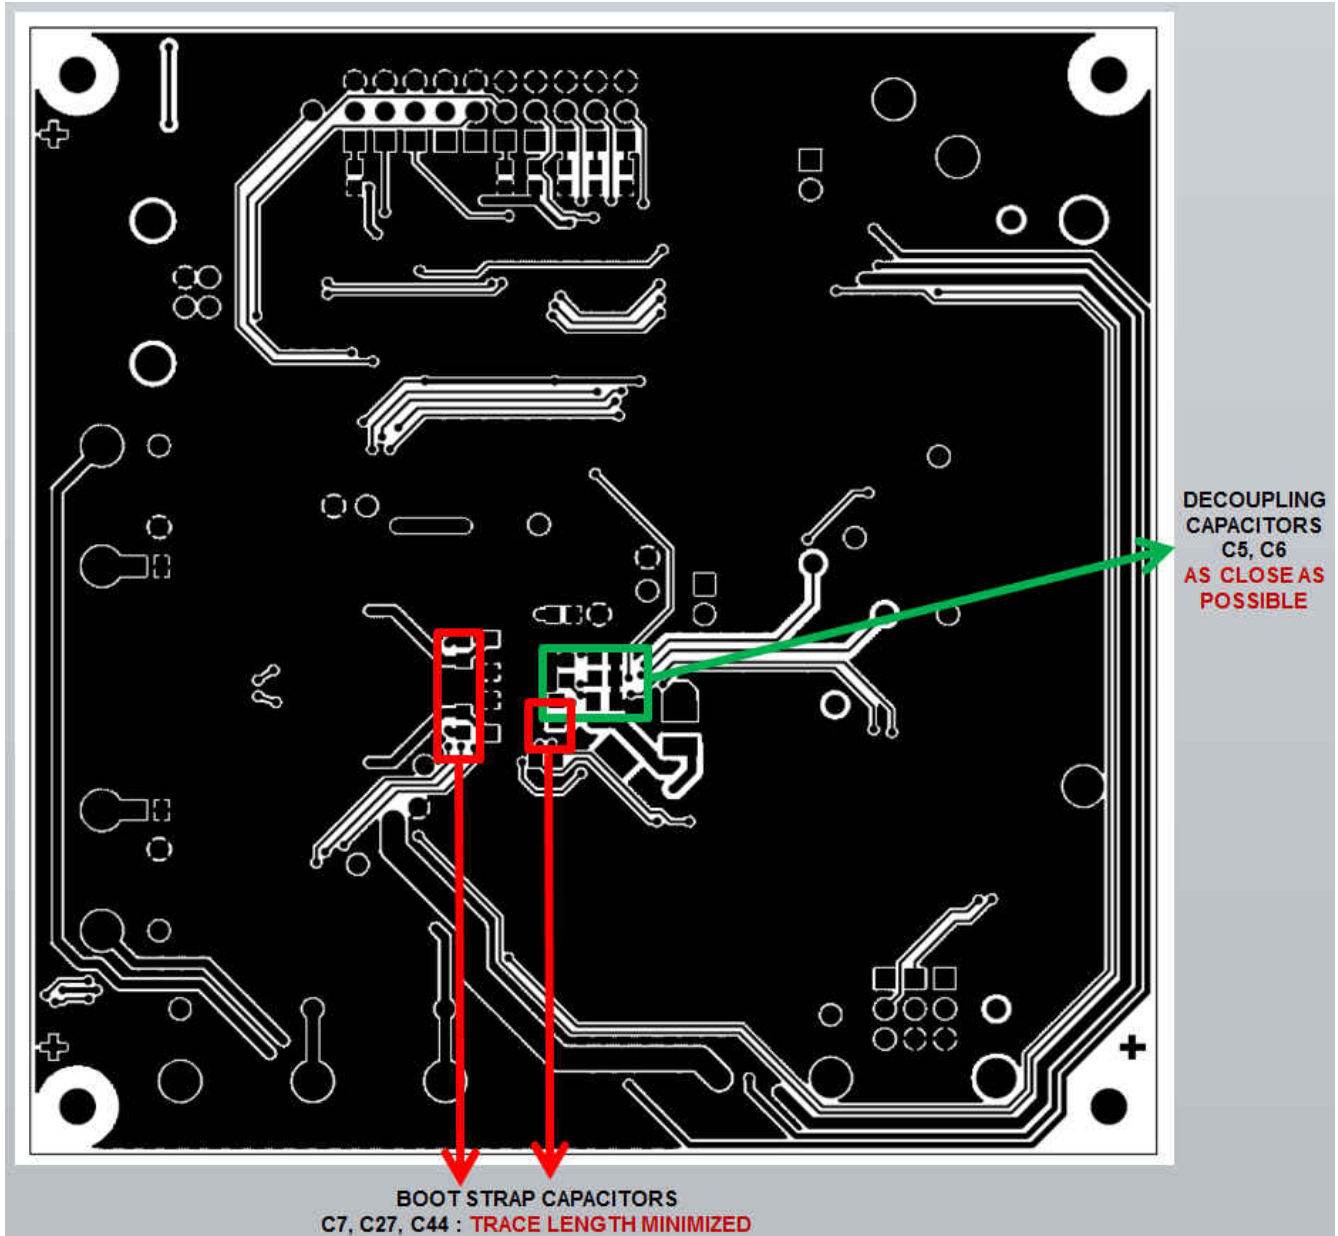 DECOUPLING
CAPACITORS
C5, C6
AS CLOSE AS
POSSIBLE
BOOT STRAP CAPACITORS
C7, C27, C44 : TRACE LENGTH MINIMIZED